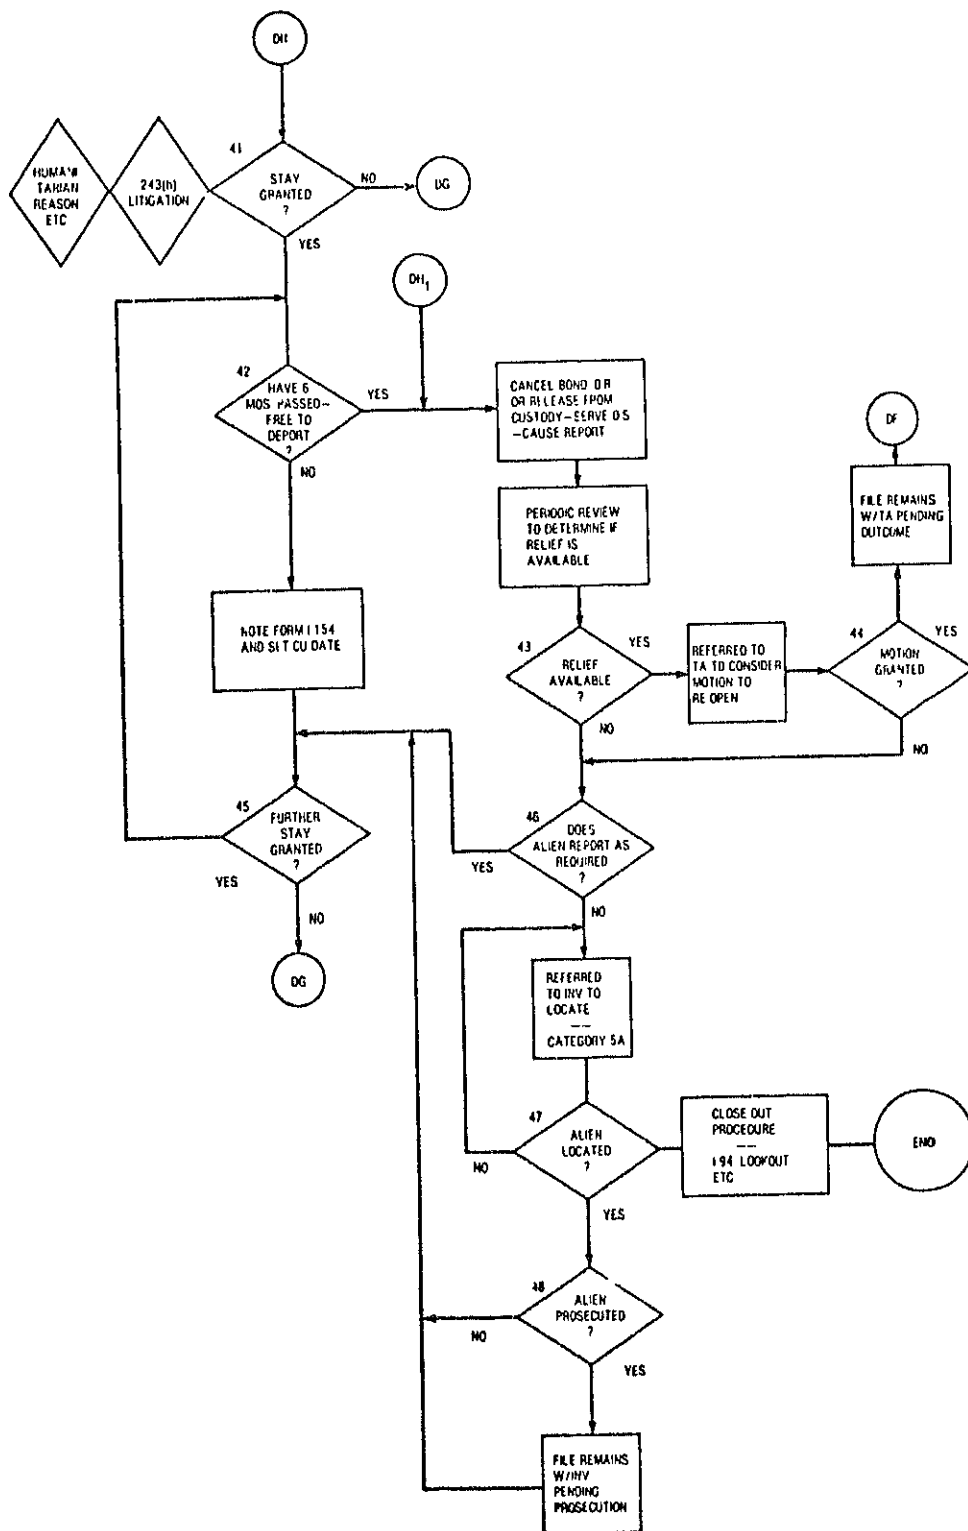 DH
41
STAY
GRANTED
?
HUMANI
TARIAN
REASON
ETC
243(h)
LITIGATION
NO
DG
YES
DH1
42
HAVE 6
MOS PASSED—
FREE TO
DEPORT
?
YES
NO
CANCEL BOND O R
OR RELEASE FROM
CUSTODY—SERVE O S
—CAUSE REPORT
PERIODIC REVIEW
TO DETERMINE IF
RELIEF IS
AVAILABLE
DF
FILE REMAINS
W/TA PENDING
OUTCOME
NOTE FORM I 154
AND SET CU DATE
43
RELIEF
AVAILABLE
?
YES
NO
REFERRED TO
TA TO CONSIDER
MOTION TO
RE OPEN
44
MOTION
GRANTED
?
YES
NO
45
FURTHER
STAY
GRANTED
?
YES
NO
DG
46
DOES
ALIEN REPORT AS
REQUIRED
?
YES
NO
REFERRED
TO INV TO
LOCATE
——
CATEGORY 5A
47
ALIEN
LOCATED
?
NO
YES
CLOSE OUT
PROCEDURE
——
I 94 LOOKOUT
ETC
END
48
ALIEN
PROSECUTED
?
NO
YES
FILE REMAINS
W/INV
PENDING
PROSECUTION